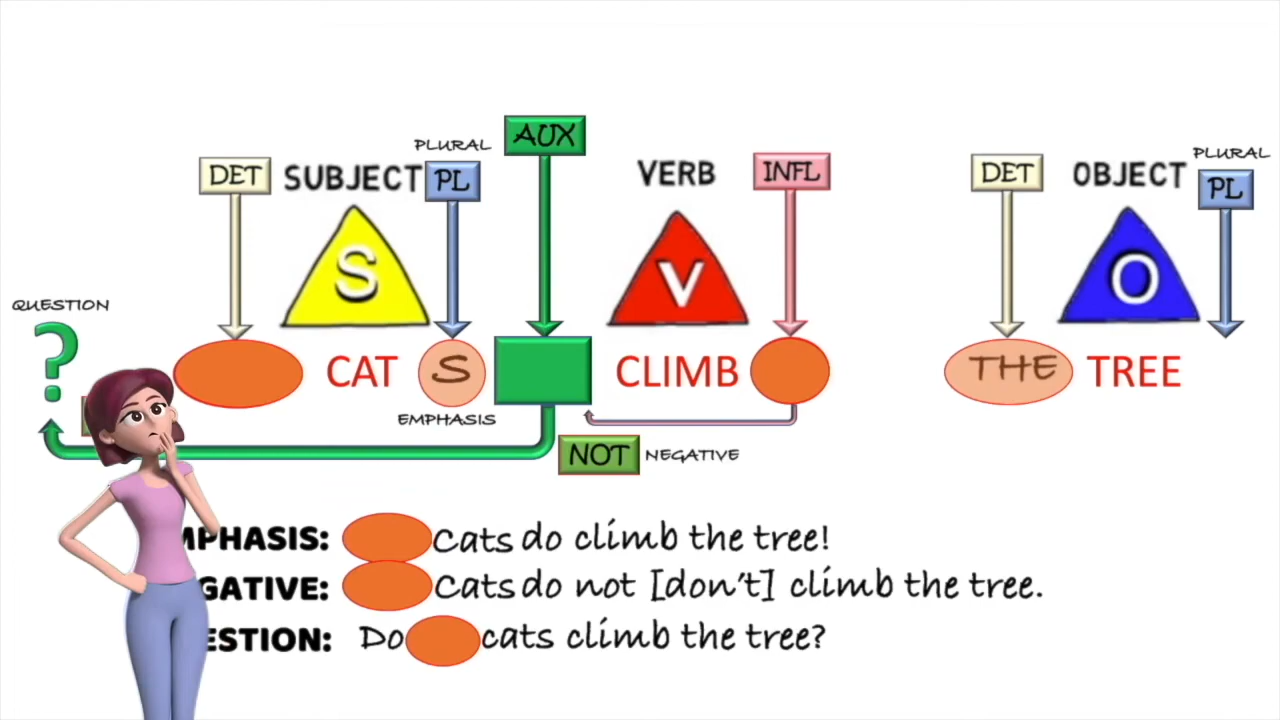 AUX
PLURAL
PLURAL
DET SUBJECT PL VERB INFL DET OBJECT PL
S V O
QUESTION
?
CAT S CLIMB THE TREE
EMPHASIS
NOT NEGATIVE
MPHASIS: Cats do climb the tree!
GATIVE: Cats do not [don't] climb the tree.
ESTION: Do cats climb the tree?